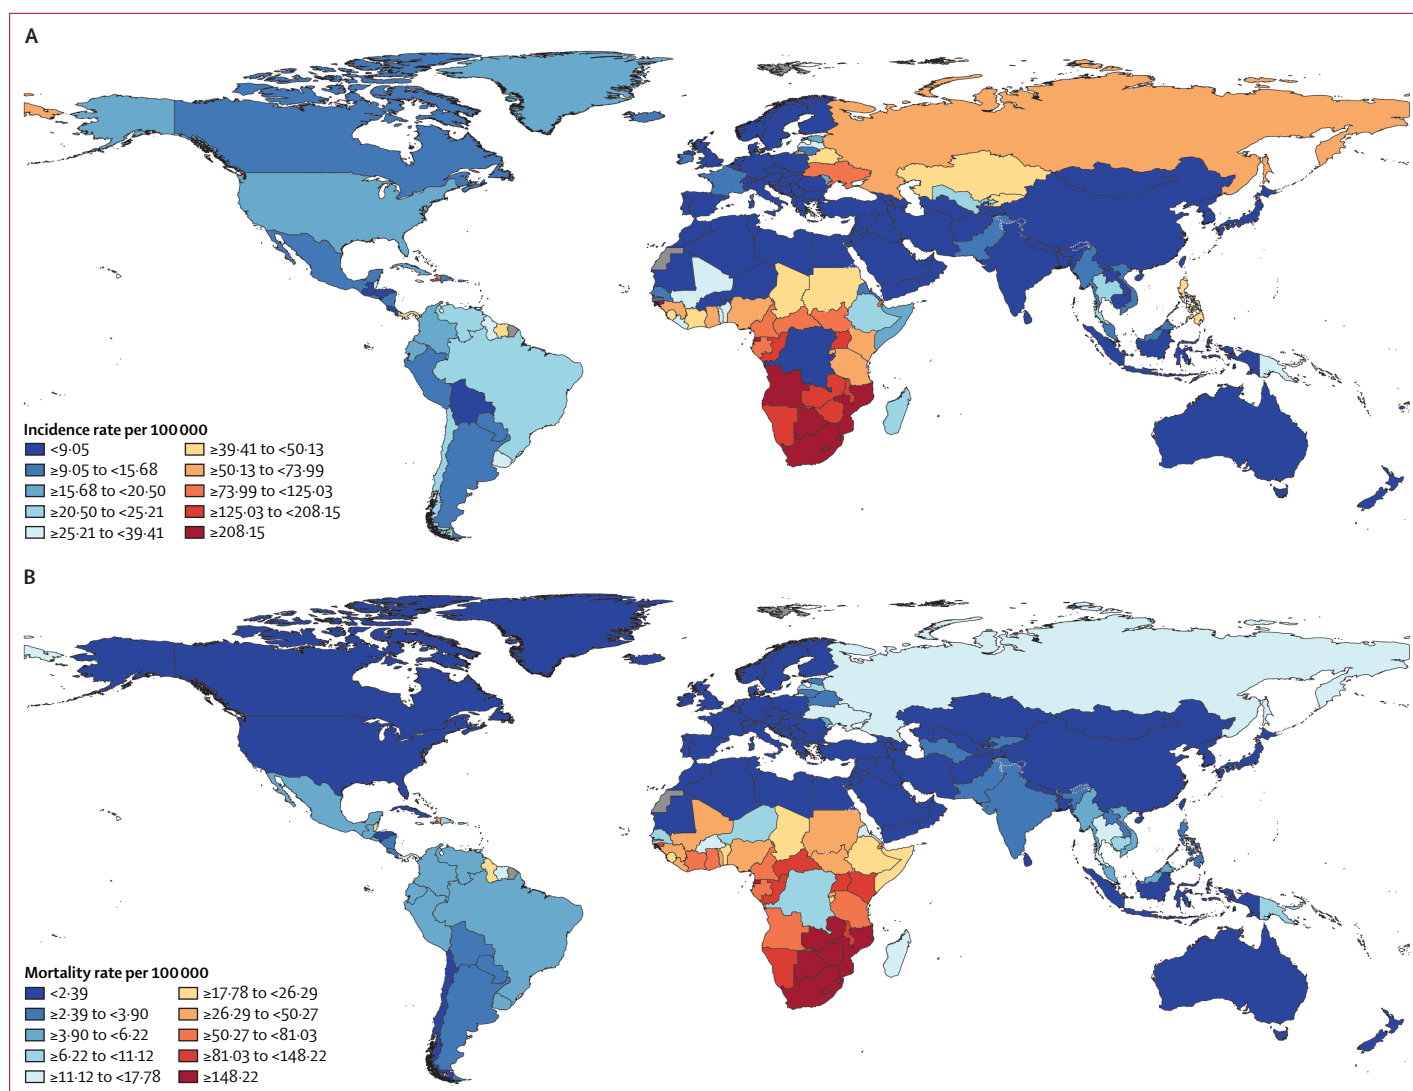 A
Incidence rate per 100 000
<9·05
≥9·05 to <15·68
≥15·68 to <20·50
≥20·50 to <25·21
≥25·21 to <39·41
≥39·41 to <50·13
≥50·13 to <73·99
≥73·99 to <125·03
≥125·03 to <208·15
≥208·15
B
Mortality rate per 100 000
<2·39
≥2·39 to <3·90
≥3·90 to <6·22
≥6·22 to <11·12
≥11·12 to <17·78
≥17·78 to <26·29
≥26·29 to <50·27
≥50·27 to <81·03
≥81·03 to <148·22
≥148·22